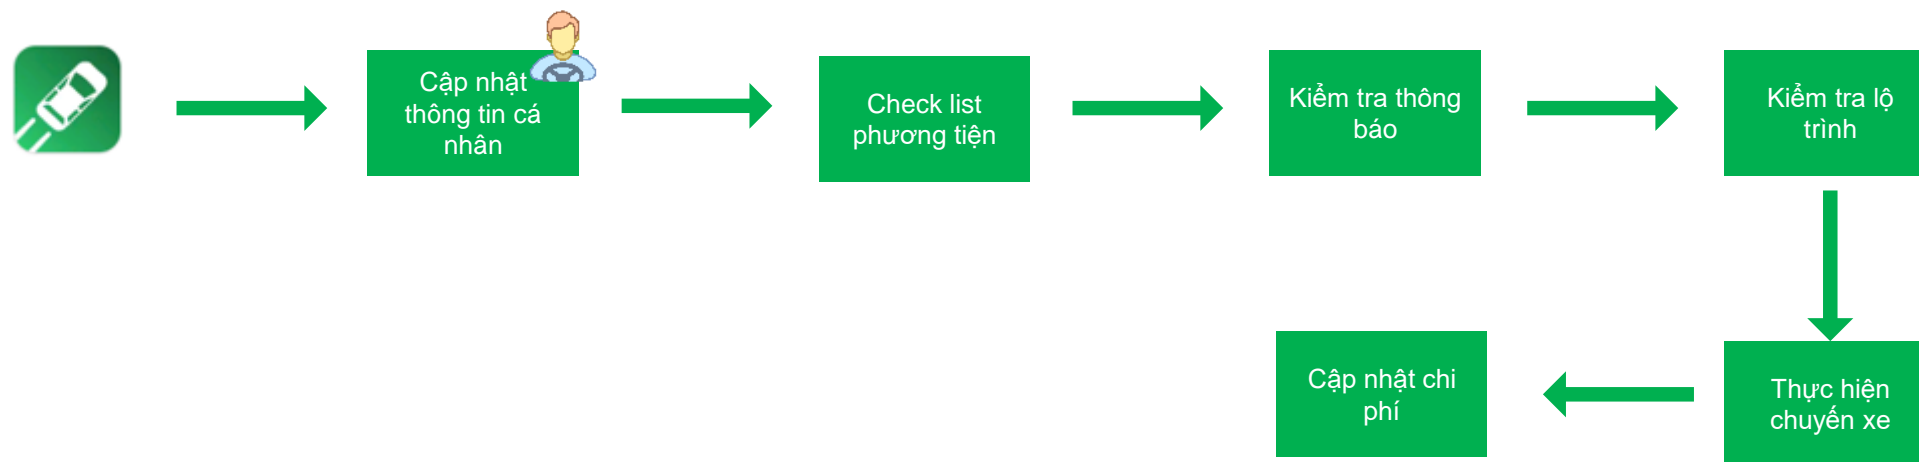 Cập nhật
thông tin cá
nhân
Check list
phương tiện
Kiểm tra thông
báo
Kiểm tra lộ
trình
Thực hiện
chuyến xe
Cập nhật chi
phí